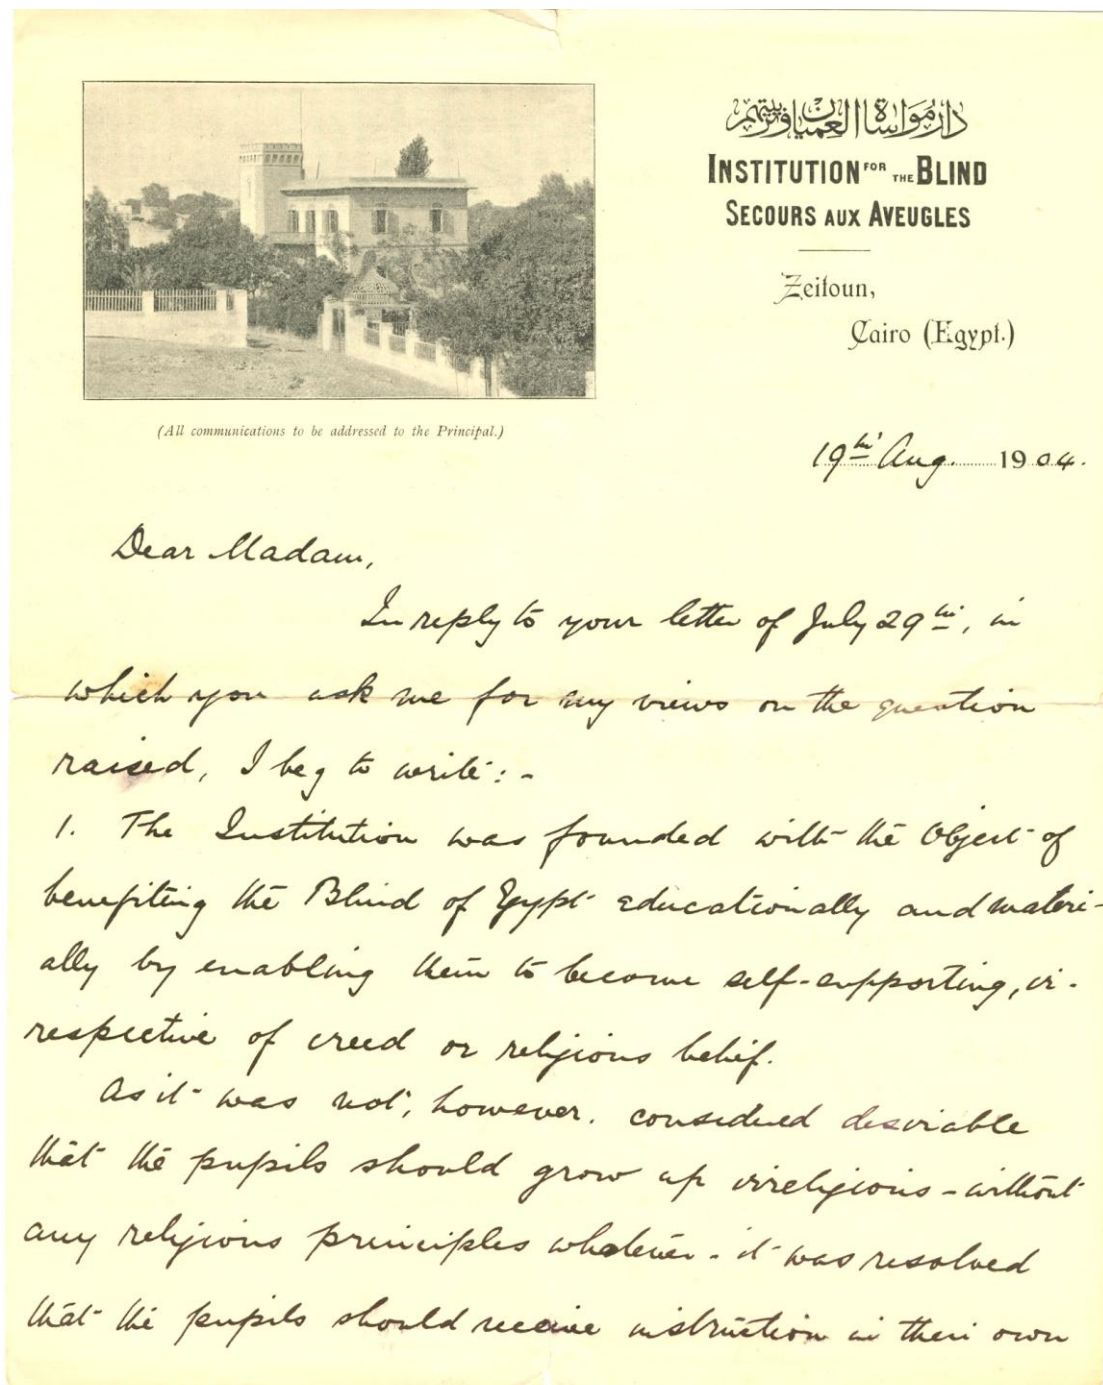 دار مواساة العميان وتربيتهم
INSTITUTION FOR THE BLIND
SECOURS AUX AVEUGLES
Zeitoun,
Cairo (Egypt.)
(All communications to be addressed to the Principal.)
19th Aug. 1904.
Dear Madam,
In reply to your letter of July 29th, in
which you ask me for my views on the question
raised, I beg to write:-
1. The Institution was founded with the Object of
benefiting the Blind of Egypt educationally and materi-
ally by enabling them to become self-supporting, ir-
respective of creed or religious belief.
As it was not, however, considered desirable
that the pupils should grow up irreligious - without
any religious principles whatever - it was resolved
that the pupils should receive instruction in their own